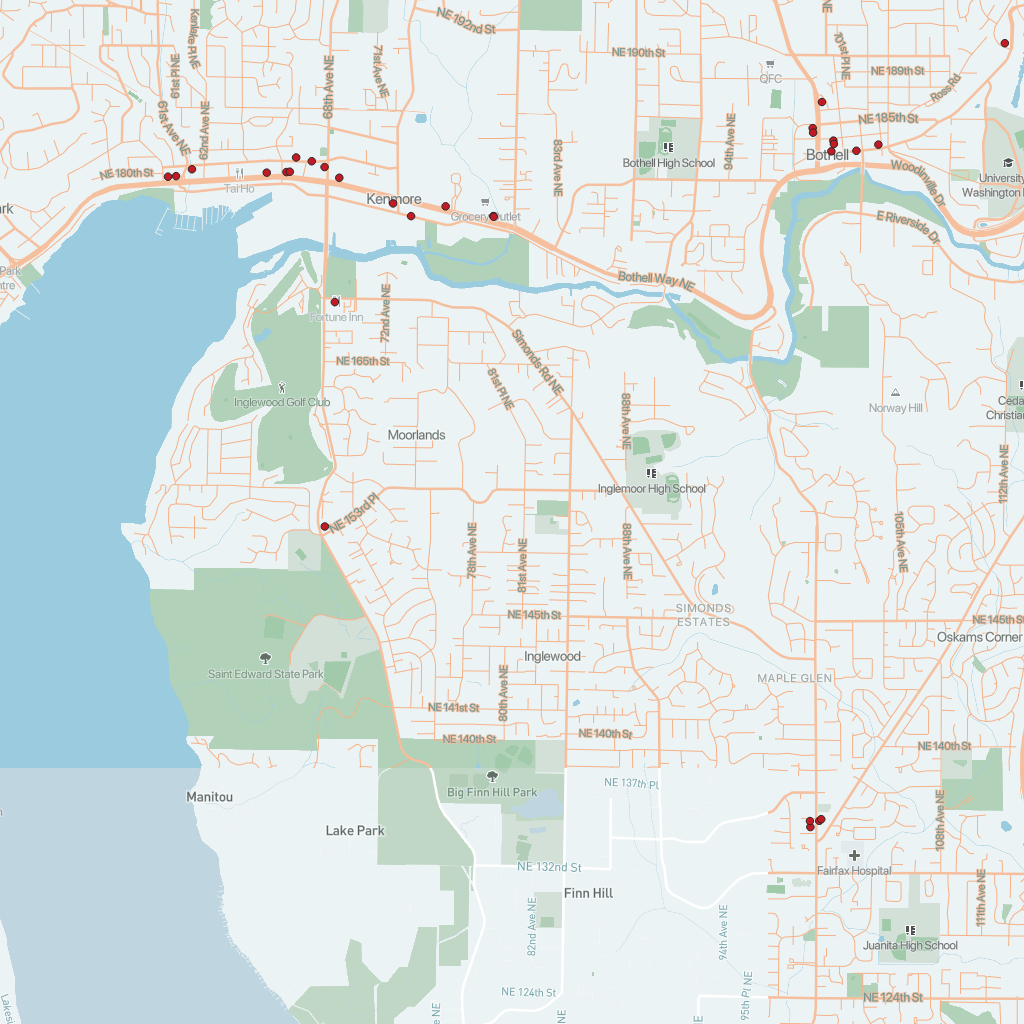 NE 192nd St
Kenlake Pl NE
71st Ave NE
68th Ave NE
61st Pl NE
61st Ave NE
62nd Ave NE
NE 190th St
QFC
101st Pl NE
NE
NE 189th St
Ross Rd
NE 185th St
94th Ave NE
83rd Ave NE
Bothell High School
Bothell
Woodinville Dr
University
Washington
NE 180th St
Tai Ho
Kenmore
Grocery Outlet
E Riverside Dr
Park
Bothell Way NE
Fortune Inn
72nd Ave NE
Simonds Rd NE
NE 165th St
81st Pl NE
88th Ave NE
Inglewood Golf Club
Norway Hill
Christian
Moorlands
112th Ave NE
Inglemoor High School
NE 153rd Pl
78th Ave NE
81st Ave NE
88th Ave NE
105th Ave NE
NE 145th St
SIMONDS
ESTATES
NE 145th St
Oskams Corner
Inglewood
Saint Edward State Park
80th Ave NE
MAPLE GLEN
NE 141st St
NE 140th St
NE 140th St
NE 140th St
Manitou
Big Finn Hill Park
NE 137th Pl
Lake Park
108th Ave NE
NE 132nd St
Fairfax Hospital
Finn Hill
111th Ave NE
82nd Ave NE
94th Ave NE
Juanita High School
NE 124th St
95th Pl NE
NE 124th St
NE
NE